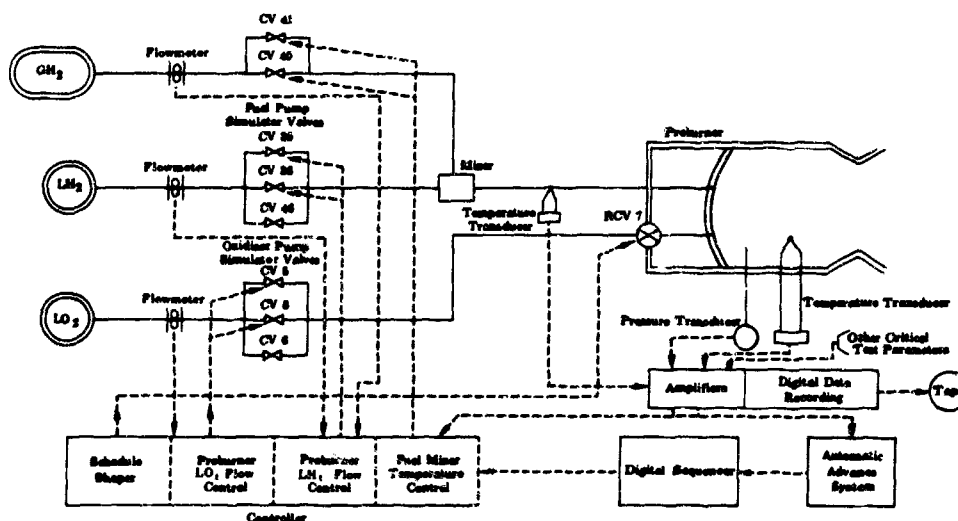 CV 41
Flowmeter
CV 40
GH2
Fuel Pump
Simulator Valves
CV 39
Flowmeter
CV 38
LH2
CV 46
Mixer
Preburner
Temperature
Transducer
RCV 7
Oxidizer Pump
Simulator Valves
CV 5
Flowmeter
CV 8
LO2
CV 6
Temperature Transducer
Pressure Transducer
Other Critical
Test Parameters
Amplifiers
Digital Data
Recording
Schedule
Shaper
Preburner
LO2 Flow
Control
Preburner
LH2 Flow
Control
Fuel Mixer
Temperature
Control
Digital Sequencer
Automatic
Advance
System
Controller